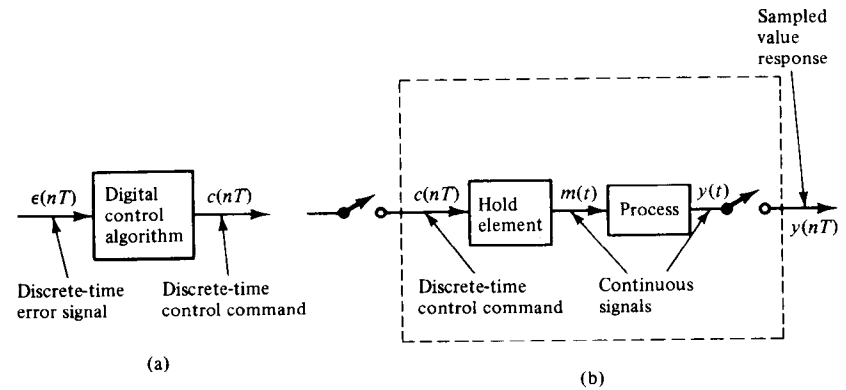 ϵ(nT)
Digital
control
algorithm
c(nT)
Discrete-time
error signal
Discrete-time
control command
(a)
Sampled
value
response
c(nT)
Hold
element
m(t)
Process
y(t)
y(nT)
Discrete-time
control command
Continuous
signals
(b)